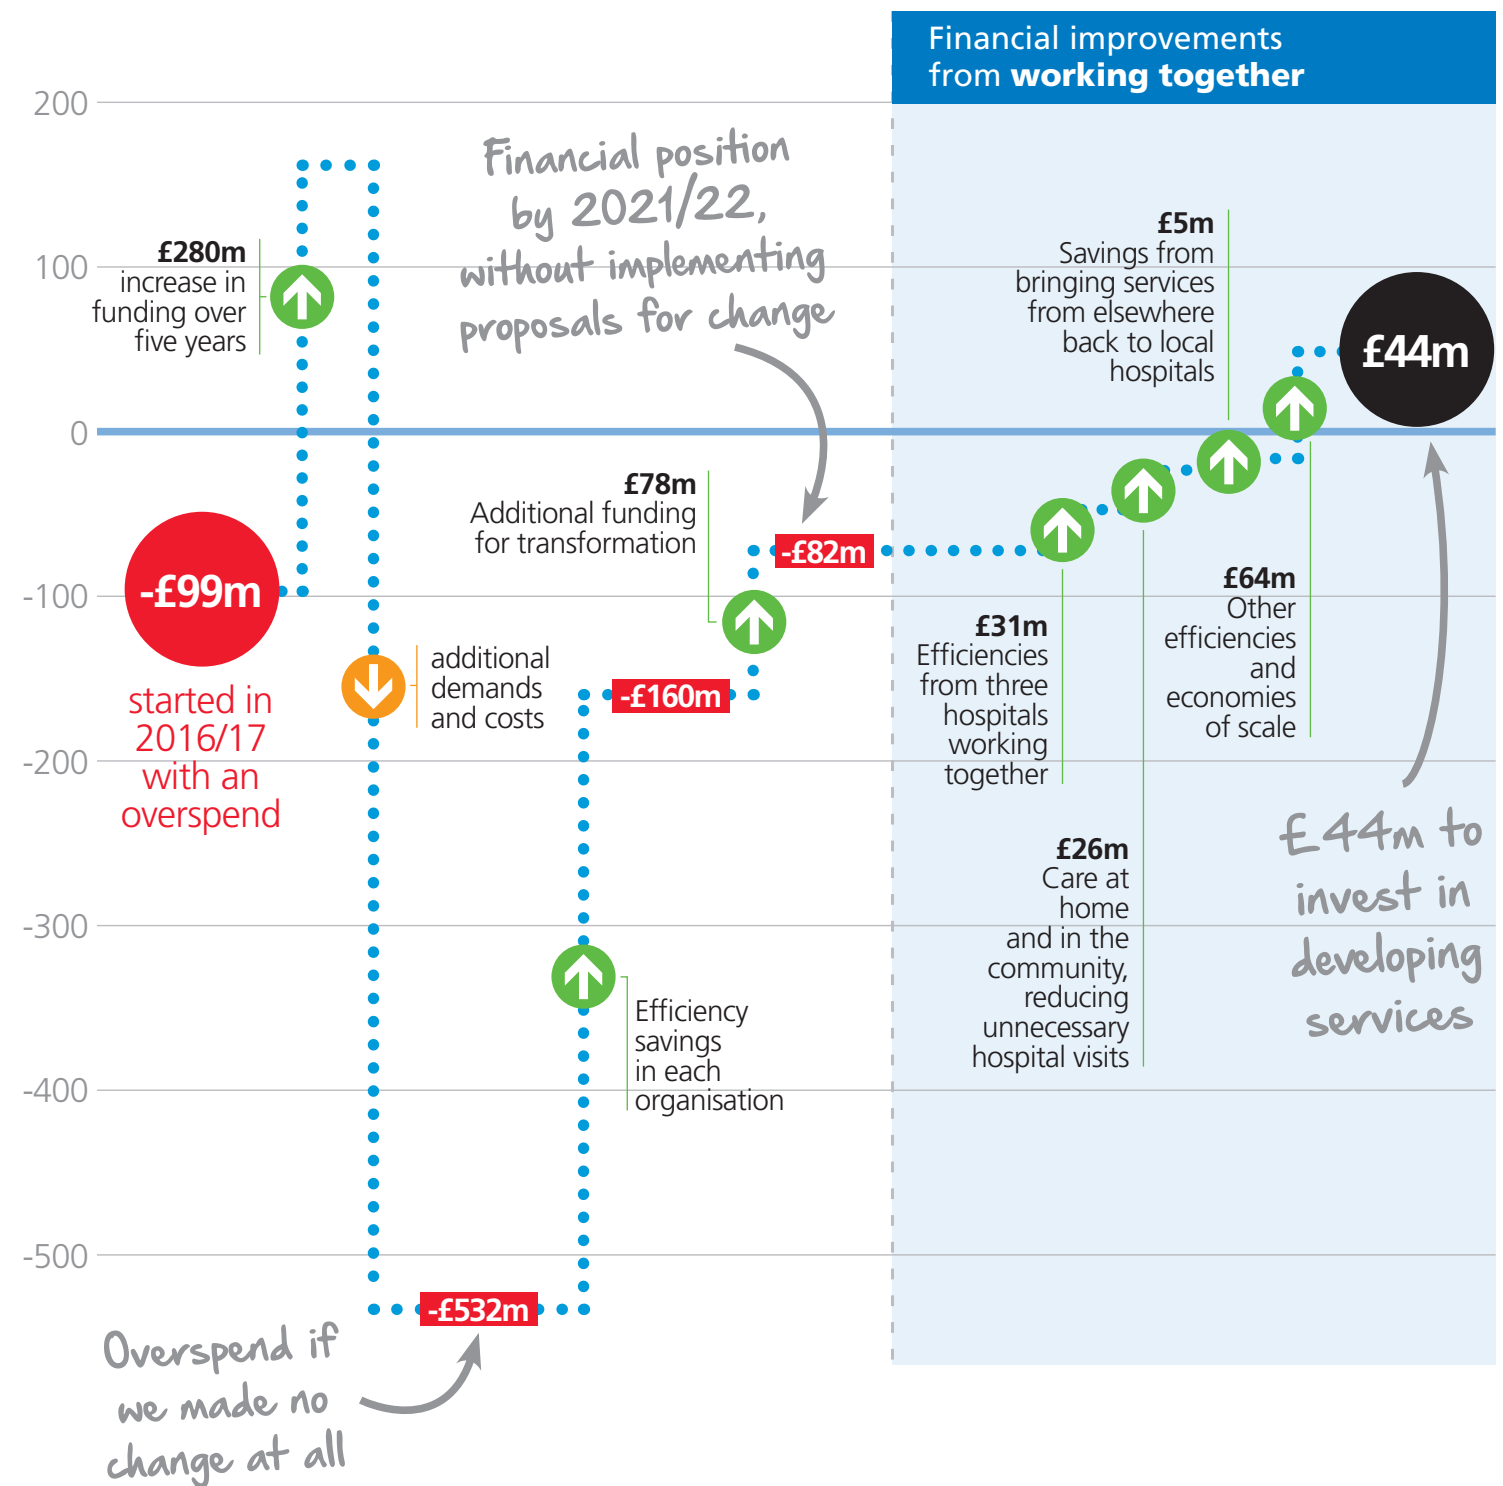 Financial improvements
from working together
200
100
0
-100
-200
-300
-400
-500
Financial position
by 2021/22,
without implementing
proposals for change
£280m
increase in
funding over
five years
-£99m
started in
2016/17
with an
overspend
additional
demands
and costs
-£532m
Overspend if
we made no
change at all
Efficiency
savings
in each
organisation
-£160m
£78m
Additional funding
for transformation
-£82m
£31m
Efficiencies
from three
hospitals
working
together
£26m
Care at
home
and in the
community,
reducing
unnecessary
hospital visits
£5m
Savings from
bringing services
from elsewhere
back to local
hospitals
£64m
Other
efficiencies
and
economies
of scale
£44m
£44m to
invest in
developing
services